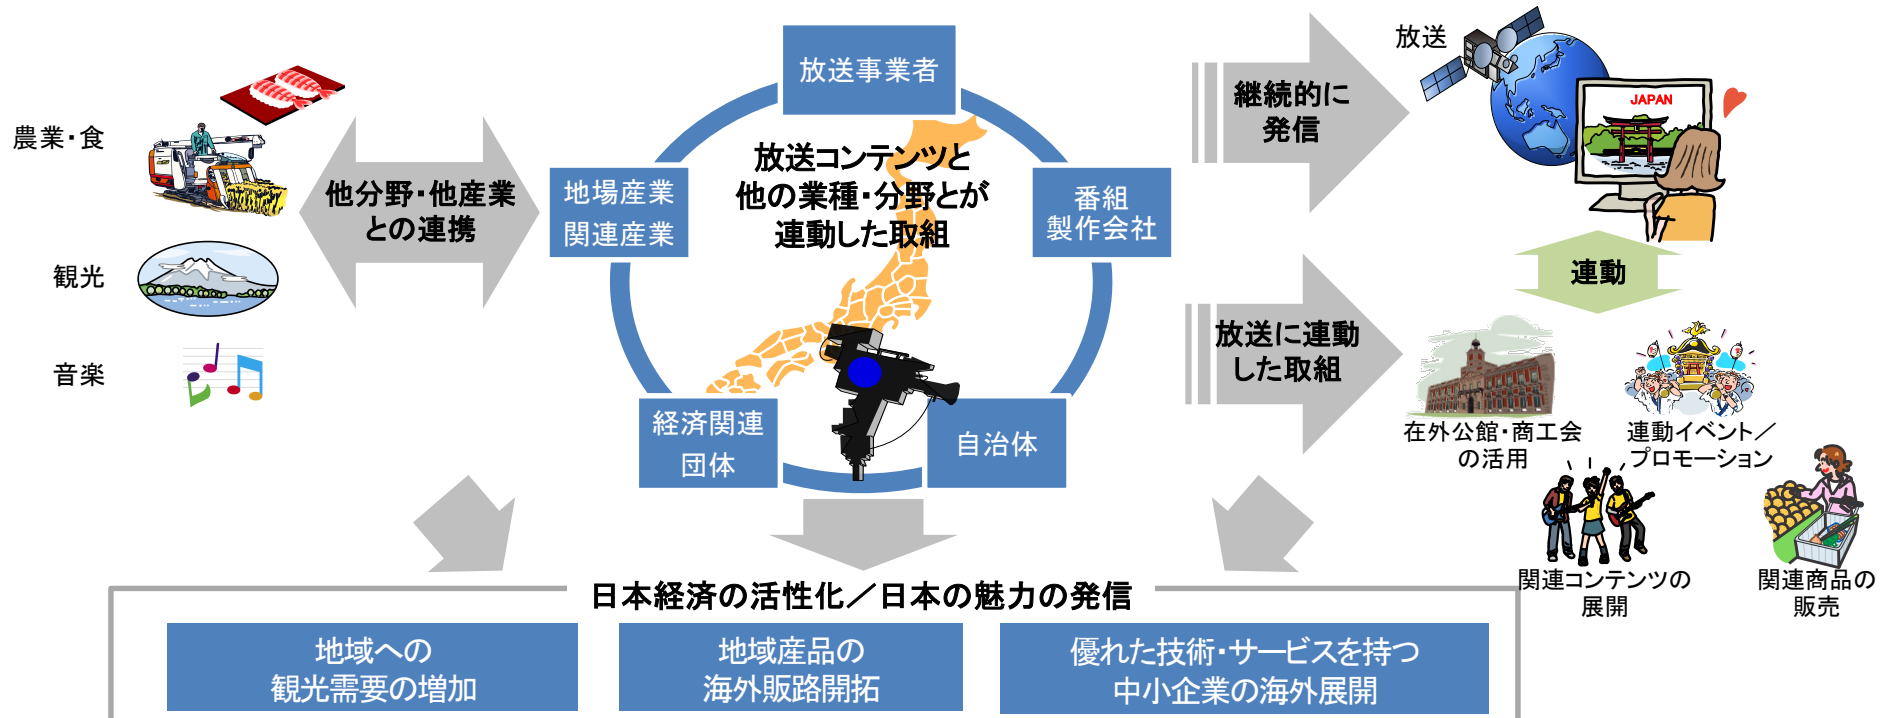 農業・食
観光
音楽
他分野・他産業
との連携
放送事業者
地場産業
関連産業
放送コンテンツと
他の業種・分野とが
連動した取組
番組
製作会社
経済関連
団体
自治体
継続的に
発信
放送に連動
した取組
放送
JAPAN
連動
在外公館・商工会
の活用
連動イベント／
プロモーション
関連コンテンツの
展開
関連商品の
販売
日本経済の活性化／日本の魅力の発信
地域への
観光需要の増加
地域産品の
海外販路開拓
優れた技術・サービスを持つ
中小企業の海外展開